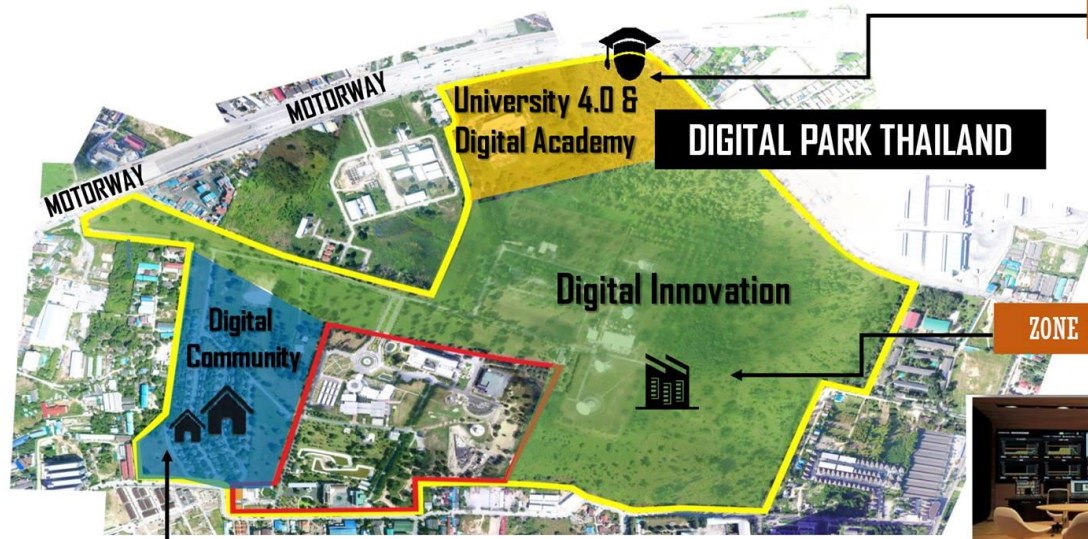 MOTORWAY
MOTORWAY
University 4.0 &
Digital Academy
DIGITAL PARK THAILAND
Digital Innovation
Digital
Community
ZONE